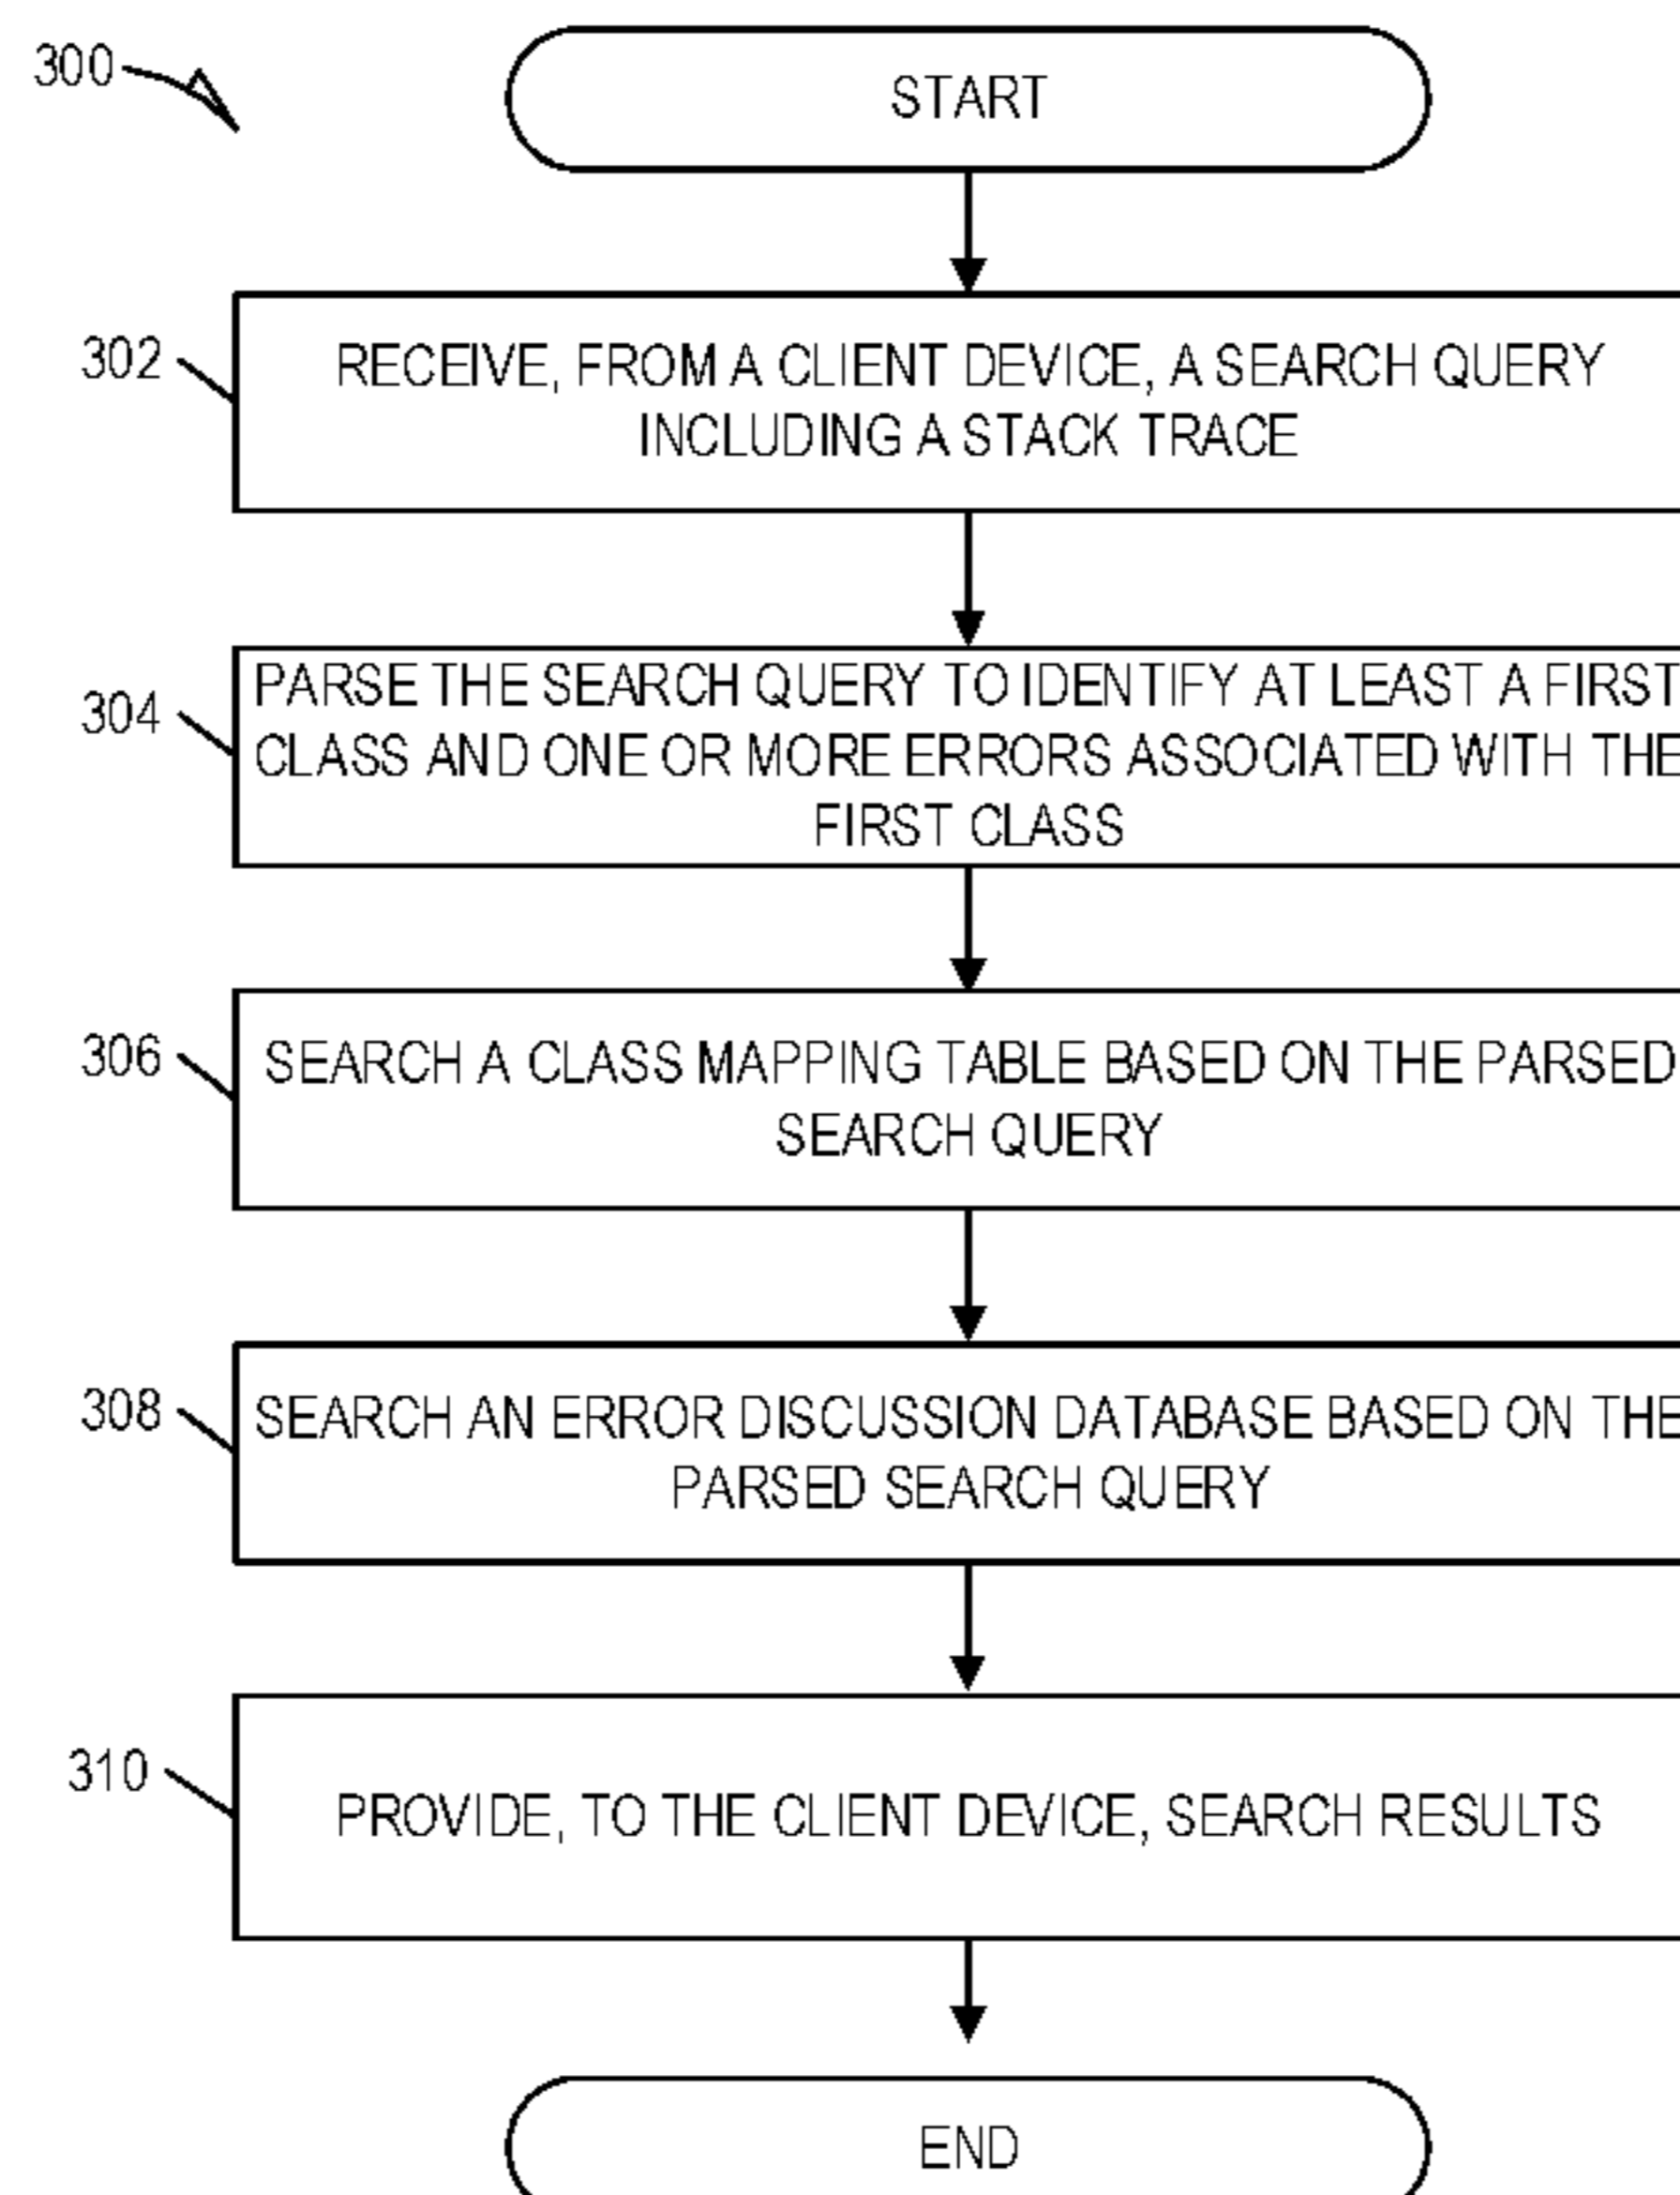 300
START
302
RECEIVE, FROM A CLIENT DEVICE, A SEARCH QUERY
INCLUDING A STACK TRACE
304
PARSE THE SEARCH QUERY TO IDENTIFY AT LEAST A FIRST
CLASS AND ONE OR MORE ERRORS ASSOCIATED WITH THE
FIRST CLASS
306
SEARCH A CLASS MAPPING TABLE BASED ON THE PARSED
SEARCH QUERY
308
SEARCH AN ERROR DISCUSSION DATABASE BASED ON THE
PARSED SEARCH QUERY
310
PROVIDE, TO THE CLIENT DEVICE, SEARCH RESULTS
END